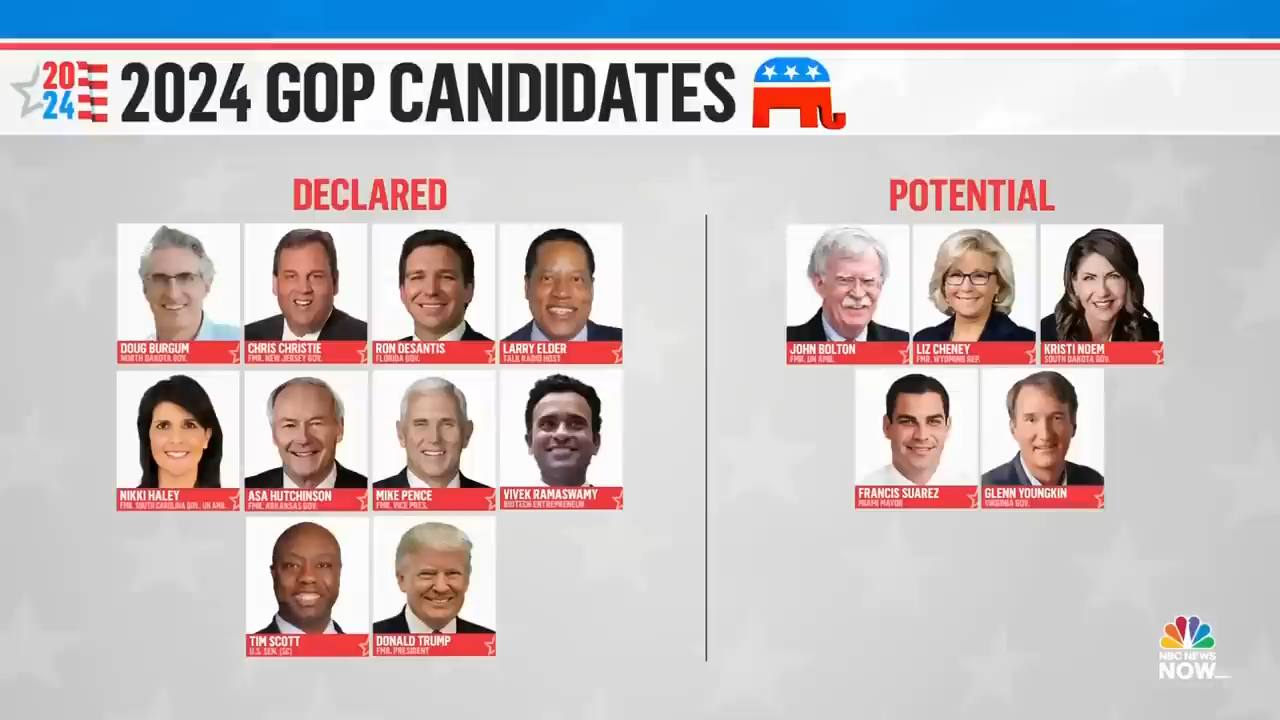 20
24
2024 GOP CANDIDATES
DECLARED
POTENTIAL
DOUG BURGUM
NORTH DAKOTA GOV.
CHRIS CHRISTIE
FMR. NEW JERSEY GOV.
RON DESANTIS
FLORIDA GOV.
LARRY ELDER
TALK RADIO HOST
NIKKI HALEY
FMR. SOUTH CAROLINA GOV., UN AMB.
ASA HUTCHINSON
FMR. ARKANSAS GOV.
MIKE PENCE
FMR. VICE PRES.
VIVEK RAMASWAMY
BIOTECH ENTREPRENEUR
TIM SCOTT
U.S. SEN. (SC)
DONALD TRUMP
FMR. PRESIDENT
JOHN BOLTON
FMR. UN AMB.
LIZ CHENEY
FMR. WYOMING REP.
KRISTI NOEM
SOUTH DAKOTA GOV.
FRANCIS SUAREZ
MIAMI MAYOR
GLENN YOUNGKIN
VIRGINIA GOV.
NBC NEWS
NOW